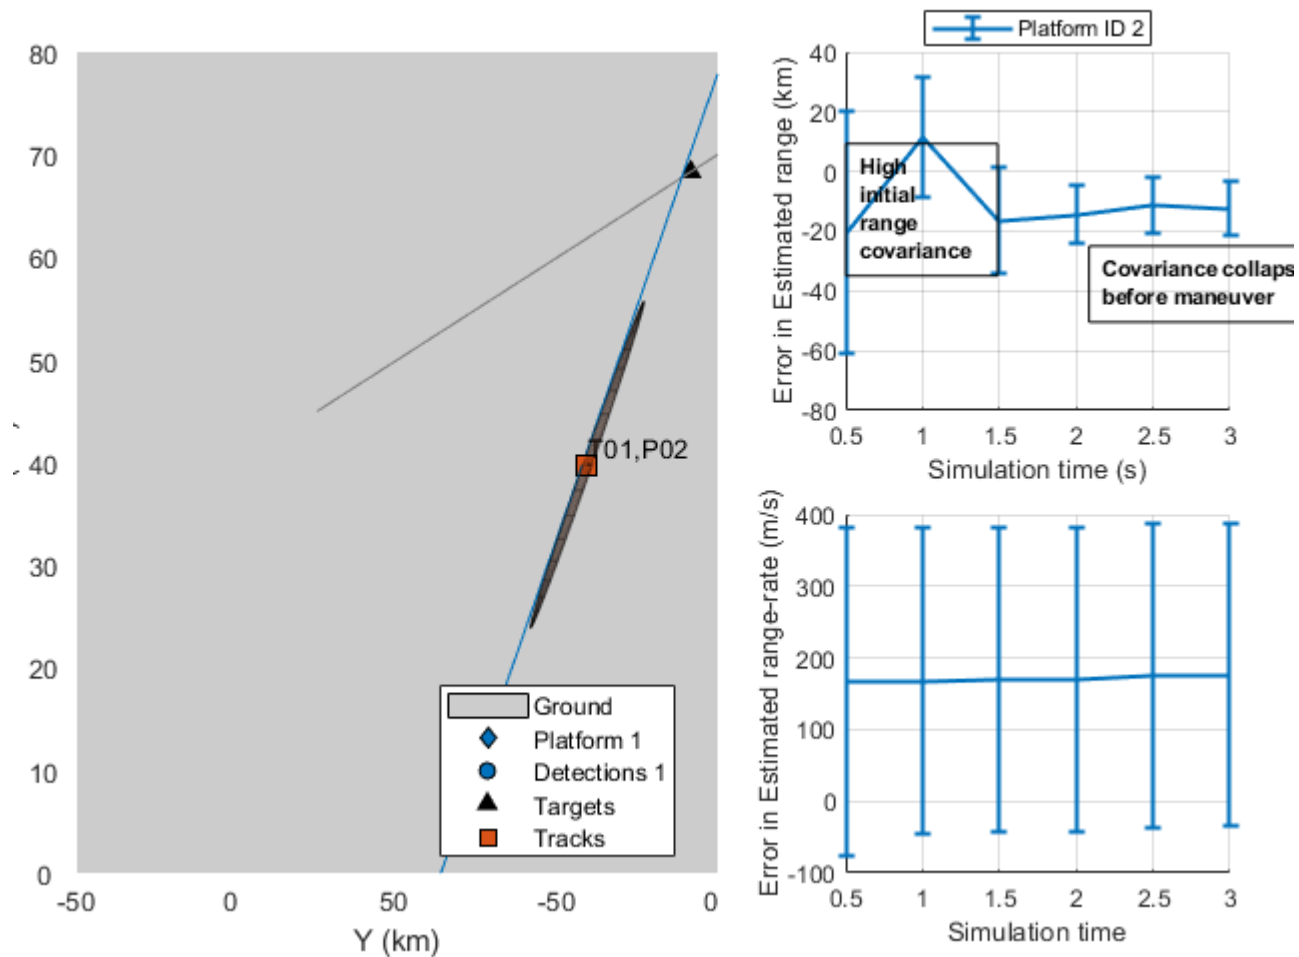 80
70
60
50
40
30
20
10
0
-50
0
50
-50
0
Y (km)
T01,P02
Ground
Platform 1
Detections 1
Targets
Tracks
Platform ID 2
Error in Estimated range (km)
40
20
0
-20
-40
-60
-80
High
initial
range
covariance
Covariance collaps
before maneuver
0.5
1
1.5
2
2.5
3
Simulation time (s)
Error in Estimated range-rate (m/s)
400
300
200
100
0
-100
0.5
1
1.5
2
2.5
3
Simulation time